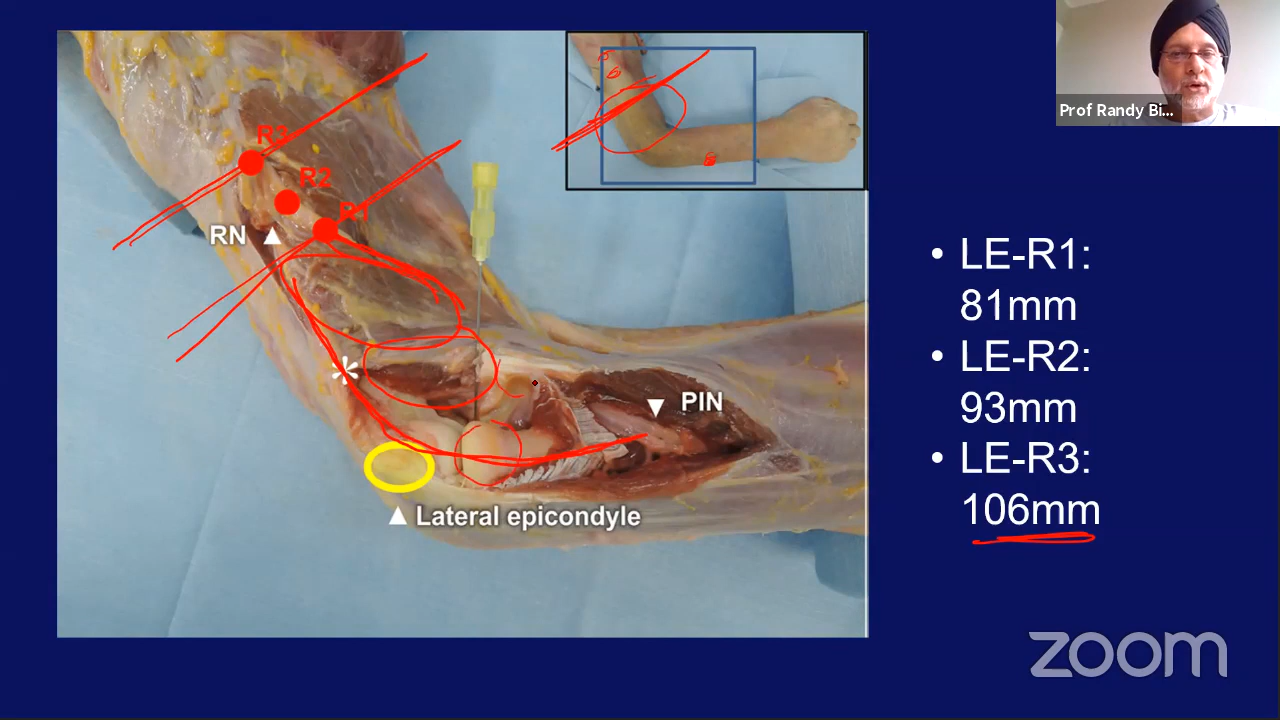 Prof Randy Bi...
R3
R2
R1
RN
*
PIN
Lateral epicondyle
• LE-R1:
81mm
• LE-R2:
93mm
• LE-R3:
106mm
zoom